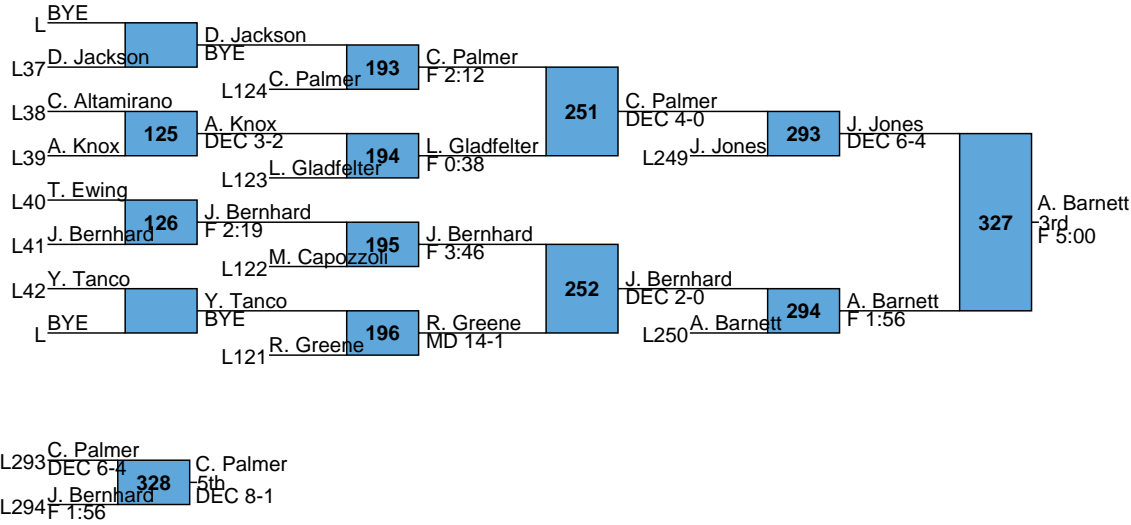 L BYE
L37 D. Jackson
D. Jackson
BYE
L124 C. Palmer
193
C. Palmer
F 2:12
L38 C. Altamirano
L39 A. Knox
125
A. Knox
DEC 3-2
L123 L. Gladfelter
194
L. Gladfelter
F 0:38
251
C. Palmer
DEC 4-0
L249 J. Jones
293
J. Jones
DEC 6-4
L40 T. Ewing
L41 J. Bernhard
126
J. Bernhard
F 2:19
L122 M. Capozzoli
195
J. Bernhard
F 3:46
L42 Y. Tanco
L BYE
Y. Tanco
BYE
L121 R. Greene
196
R. Greene
MD 14-1
252
J. Bernhard
DEC 2-0
L250 A. Barnett
294
A. Barnett
F 1:56
327
A. Barnett
3rd
F 5:00
L293 C. Palmer
DEC 6-4
L294 J. Bernhard
F 1:56
328
C. Palmer
5th
DEC 8-1